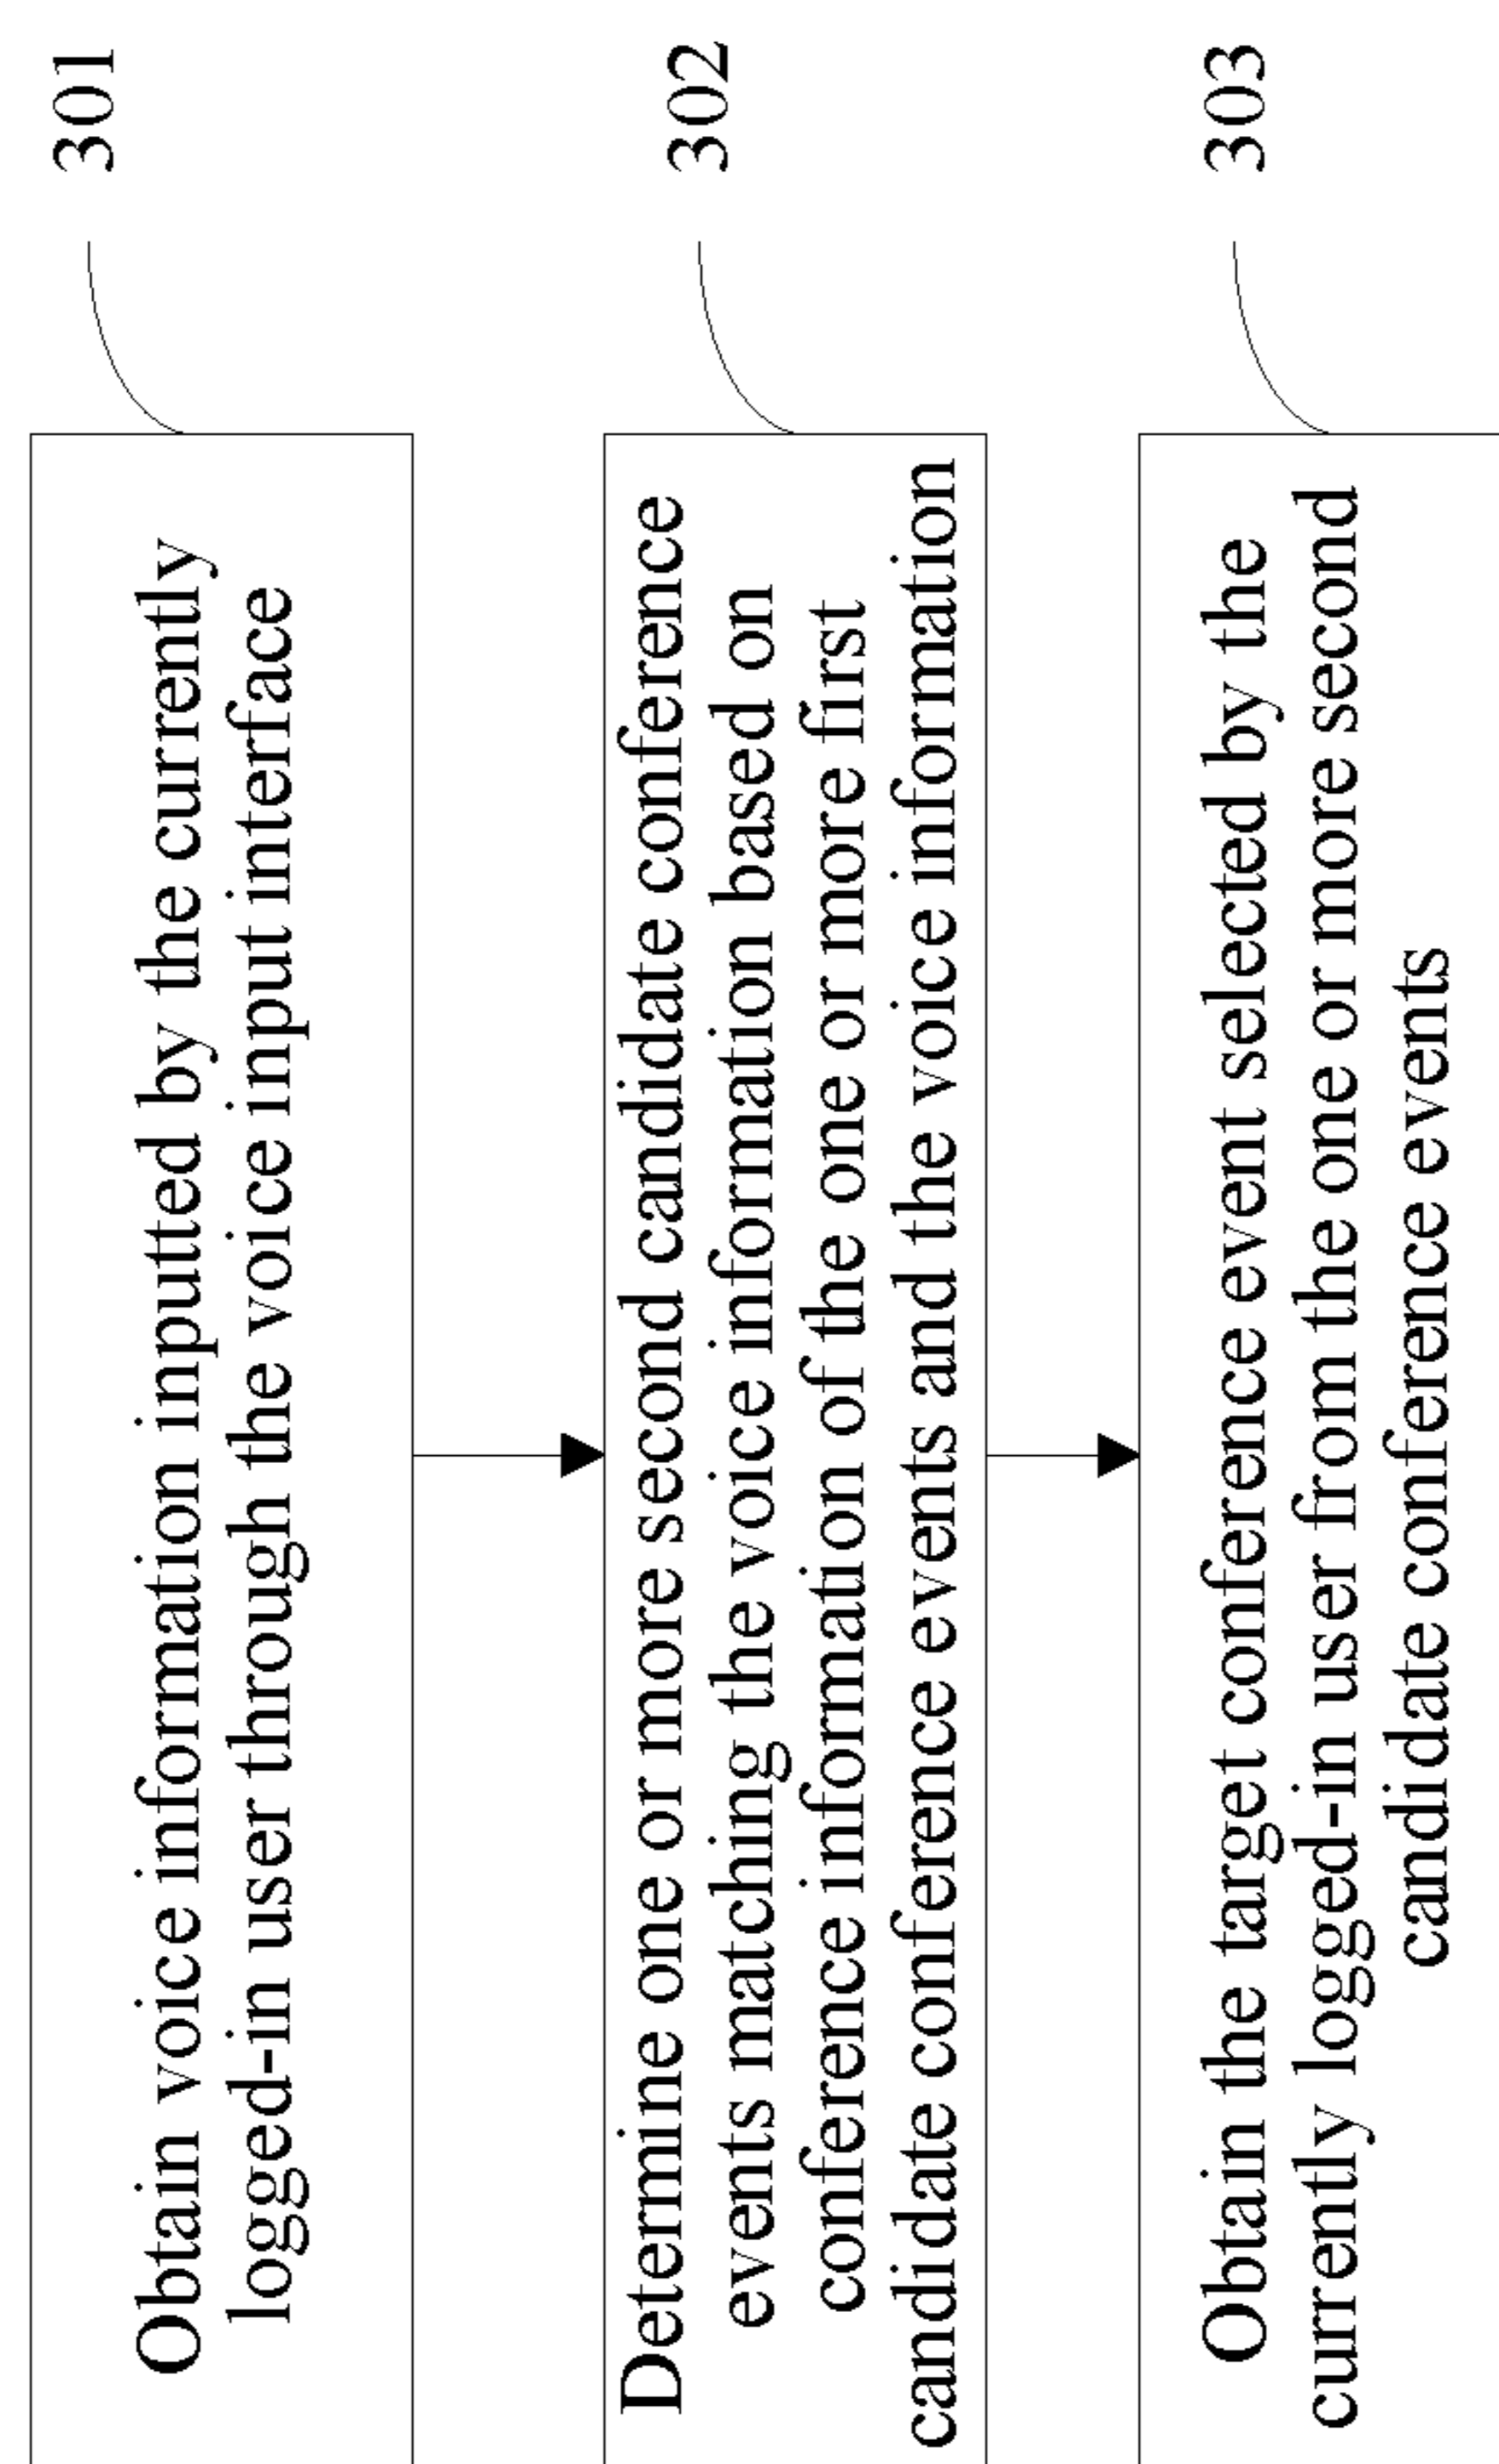 Obtain voice information inputted by the currently
logged-in user through the voice input interface
301
Determine one or more second candidate conference
events matching the voice information based on
conference information of the one or more first
candidate conference events and the voice information
302
Obtain the target conference event selected by the
currently logged-in user from the one or more second
candidate conference events
303